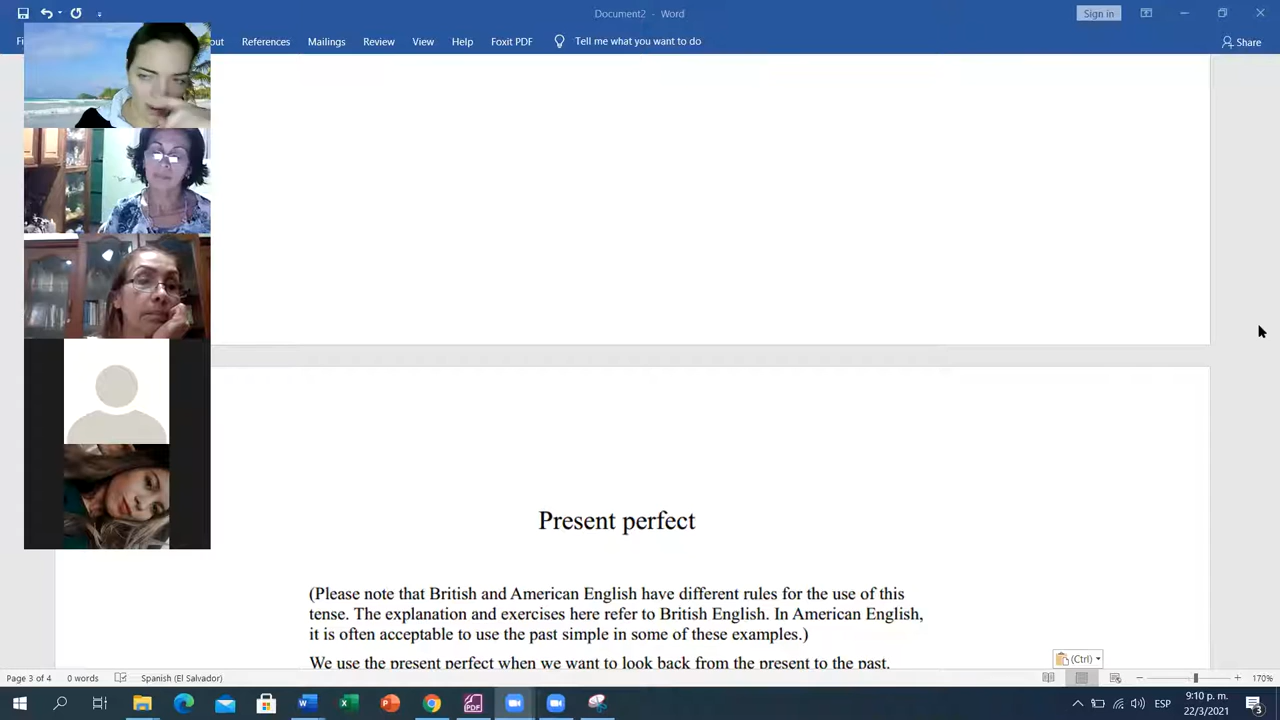 Document2 - Word
Sign in
Fi
out
References
Mailings
Review
View
Help
Foxit PDF
Tell me what you want to do
Share
Present perfect
(Please note that British and American English have different rules for the use of this
tense. The explanation and exercises here refer to British English. In American English,
it is often acceptable to use the past simple in some of these examples.)
We use the present perfect when we want to look back from the present to the past.
(Ctrl)
Page 3 of 4
0 words
Spanish (El Salvador)
170%
ESP
9:10 p. m.
22/3/2021
3